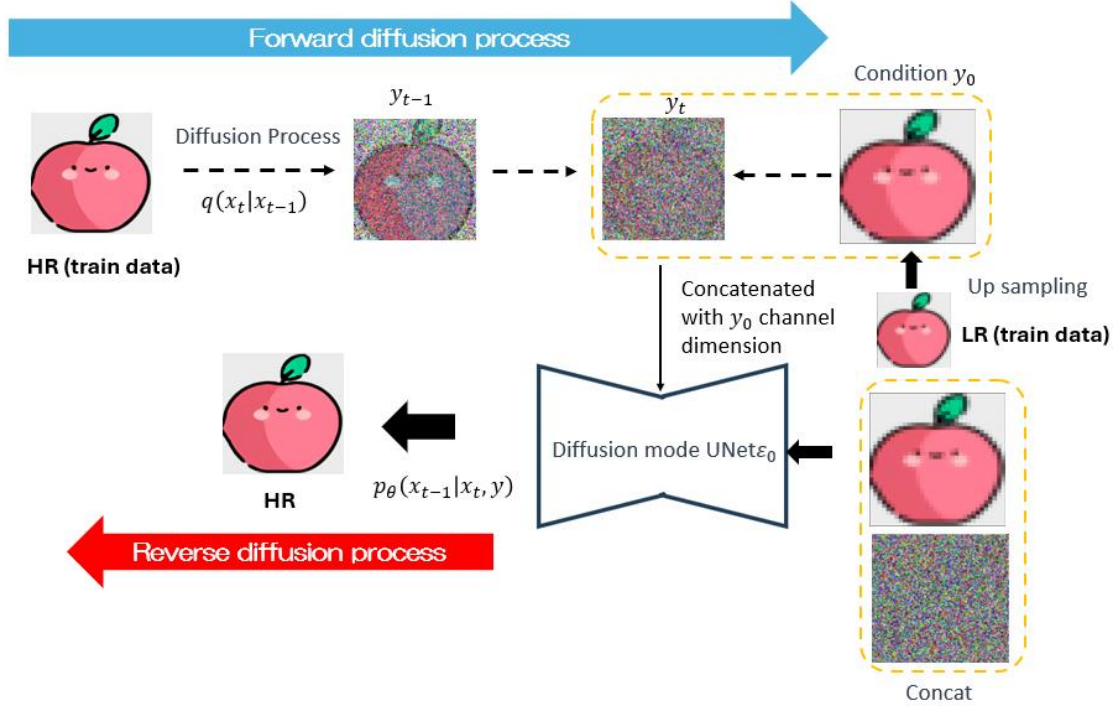 Forward diffusion process
Condition y₀
y_{t−1}
y_t
Diffusion Process
q(x_t|x_{t−1})
HR (train data)
Concatenated
with y₀ channel
dimension
Up sampling
LR (train data)
Diffusion mode UNetε₀
p_θ(x_{t−1}|x_t, y)
HR
Reverse diffusion process
Concat